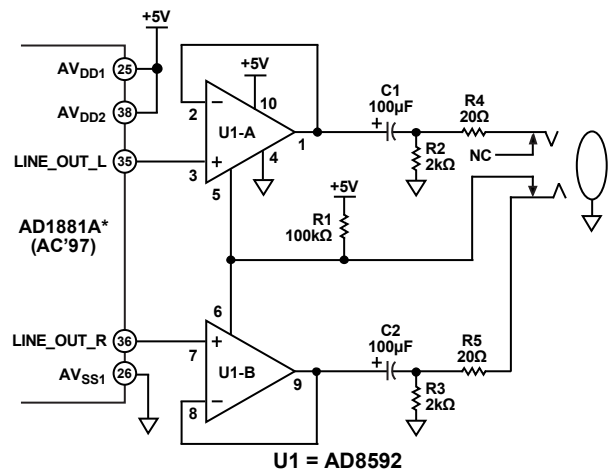 +5V
AVDD1 25
+5V
AVDD2 38
10
2
−
U1-A
LINE_OUT_L 35
+
3
4
1
5
C1
100µF
+
R4
20Ω
R2
2kΩ
NC
AD1881A*
(AC'97)
+5V
R1
100kΩ
6
LINE_OUT_R 36
7
+
U1-B
9
AVSS1 26
8
−
C2
100µF
+
R5
20Ω
R3
2kΩ
U1 = AD8592